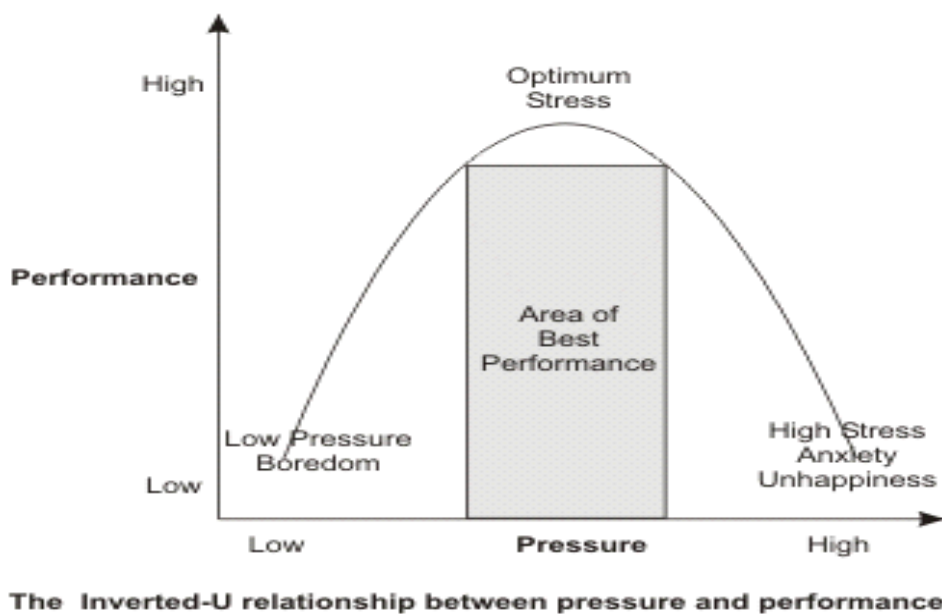 High
Optimum
Stress
Performance
Area of
Best
Performance
Low Pressure
Boredom
High Stress
Anxiety
Unhappiness
Low
Low
Pressure
High
The Inverted-U relationship between pressure and performance